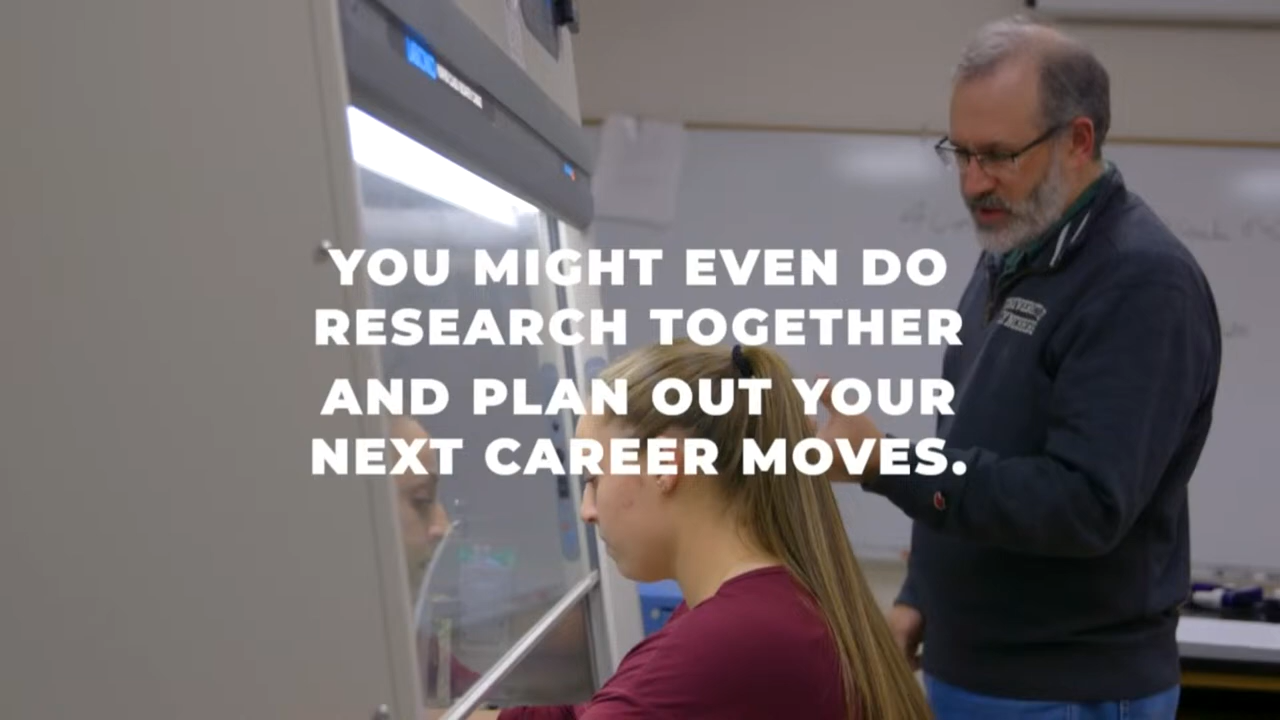 YOU MIGHT EVEN DO
RESEARCH TOGETHER
AND PLAN OUT YOUR
NEXT CAREER MOVES.